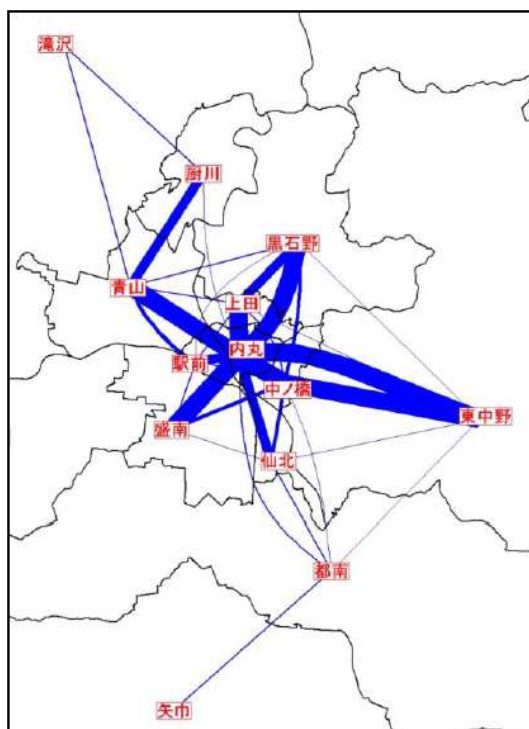 滝沢
厨川
黒石野
青山
上田
内丸
駅前
中ノ橋
東中野
盛南
仙北
都南
矢巾